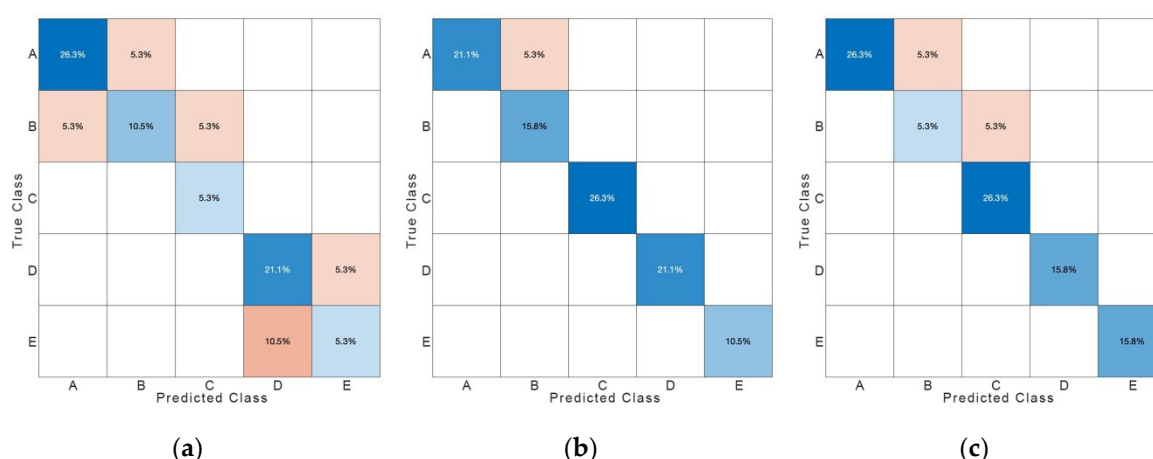 A 26.3% 5.3%
B 5.3% 10.5% 5.3%
C 5.3%
D 21.1% 5.3%
E 10.5% 5.3%
A B C D E
Predicted Class
True Class
(a)
A 21.1% 5.3%
B 15.8%
C 26.3%
D 21.1%
E 10.5%
A B C D E
Predicted Class
True Class
(b)
A 26.3% 5.3%
B 5.3% 5.3%
C 26.3%
D 15.8%
E 15.8%
A B C D E
Predicted Class
True Class
(c)